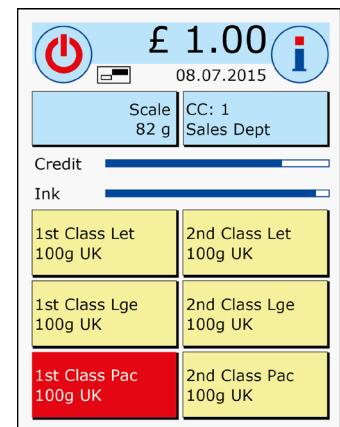 £ 1.00
08.07.2015
Scale
82 g
CC: 1
Sales Dept
Credit
Ink
1st Class Let
100g UK
2nd Class Let
100g UK
1st Class Lge
100g UK
2nd Class Lge
100g UK
1st Class Pac
100g UK
2nd Class Pac
100g UK